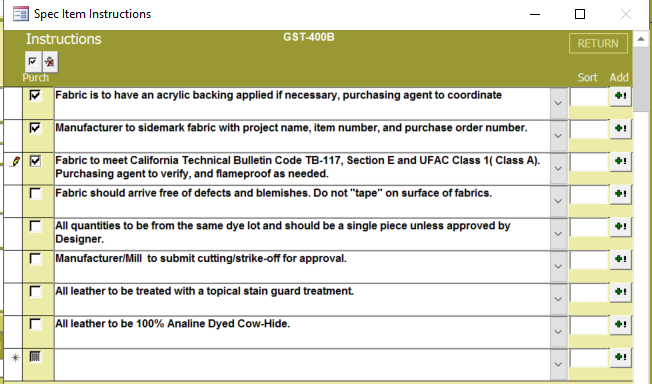 Spec Item Instructions
Instructions
GST-400B
RETURN
Purch
Sort
Add
Fabric is to have an acrylic backing applied if necessary, purchasing agent to coordinate
Manufacturer to sidemark fabric with project name, item number, and purchase order number.
Fabric to meet California Technical Bulletin Code TB-117, Section E and UFAC Class 1( Class A).
Purchasing agent to verify, and flameproof as needed.
Fabric should arrive free of defects and blemishes. Do not "tape" on surface of fabrics.
All quantities to be from the same dye lot and should be a single piece unless approved by
Designer.
Manufacturer/Mill  to submit cutting/strike-off for approval.
All leather to be treated with a topical stain guard treatment.
All leather to be 100% Analine Dyed Cow-Hide.